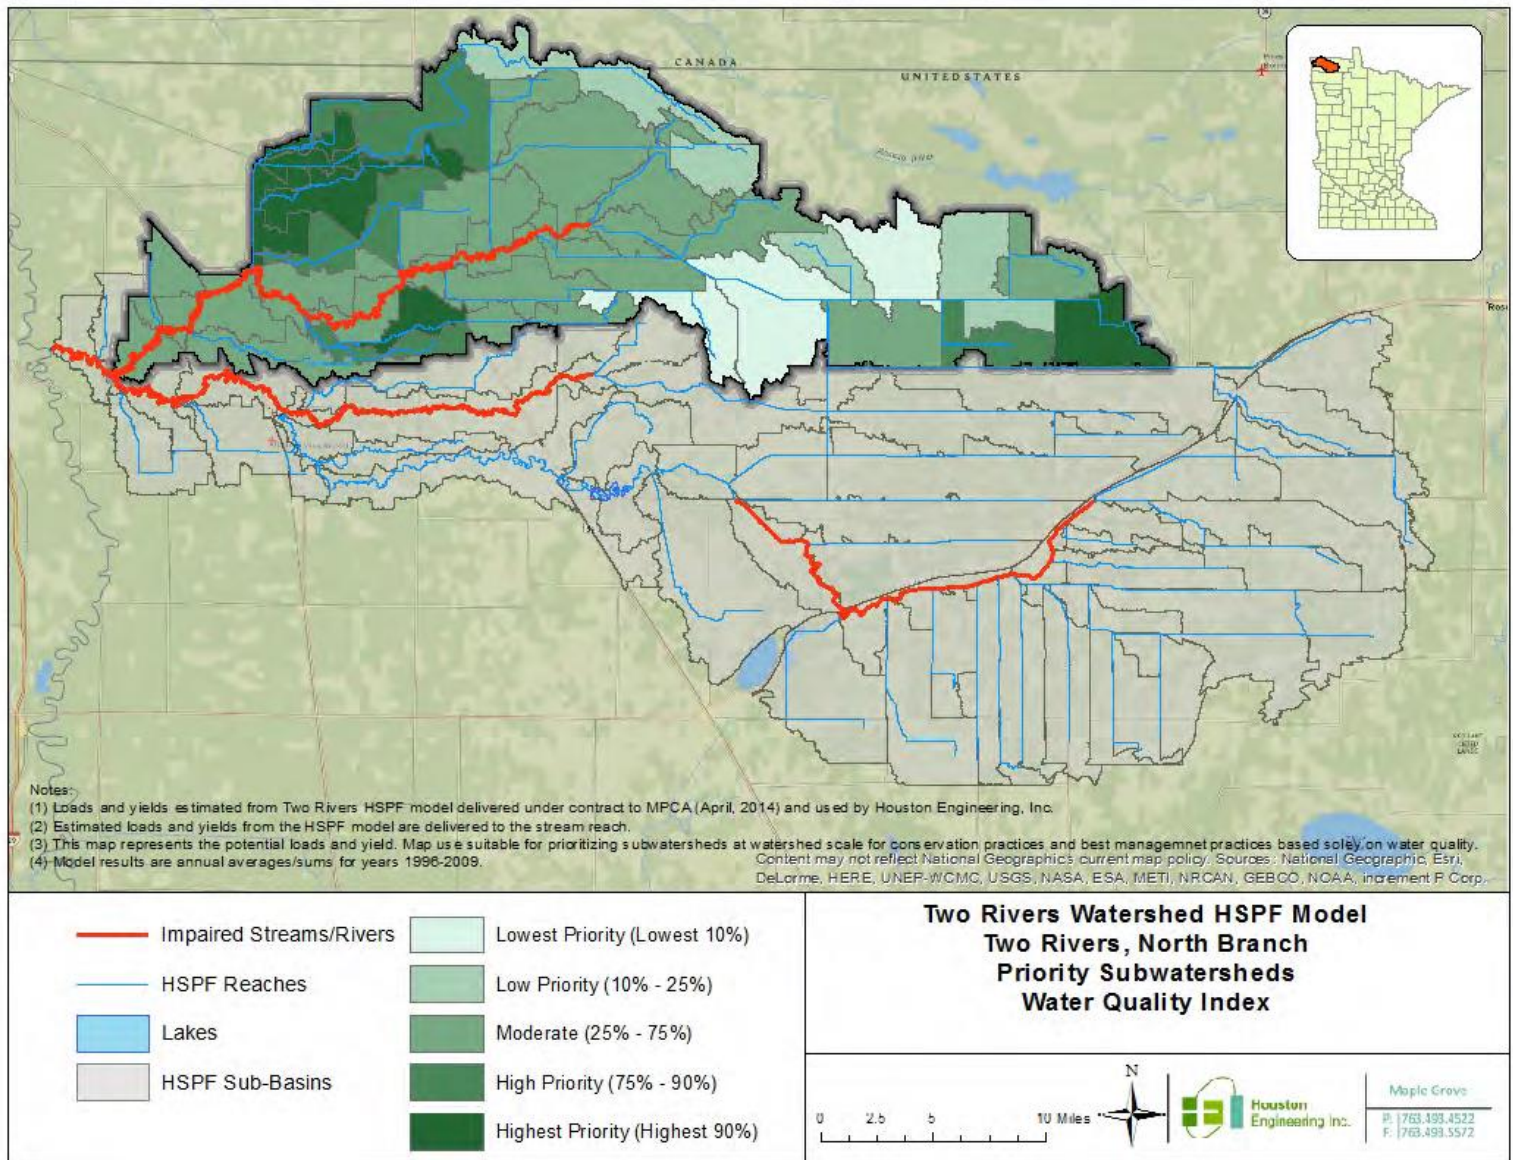 CANADA
UNITED STATES
Roseau River
Rose
Notes:
(1) Loads and yields estimated from Two Rivers HSPF model delivered under contract to MPCA (April, 2014) and used by Houston Engineering, Inc.
(2) Estimated loads and yields from the HSPF model are delivered to the stream reach.
(3) This map represents the potential loads and yield. Map use suitable for prioritizing subwatersheds at watershed scale for conservation practices and best managemnet practices based soley on water quality.
(4) Model results are annual averages/sums for years 1996-2009.
Content may not reflect National Geographic's current map policy. Sources: National Geographic, Esri,
DeLorme, HERE, UNEP-WCMC, USGS, NASA, ESA, METI, NRCAN, GEBCO, NOAA, increment P Corp.
Impaired Streams/Rivers
HSPF Reaches
Lakes
HSPF Sub-Basins
Lowest Priority (Lowest 10%)
Low Priority (10% - 25%)
Moderate (25% - 75%)
High Priority (75% - 90%)
Highest Priority (Highest 90%)
Two Rivers Watershed HSPF Model
Two Rivers, North Branch
Priority Subwatersheds
Water Quality Index
N
0 2.5 5 10 Miles
Houston
Engineering Inc.
Maple Grove
P: 763.493.4522
F: 763.493.5572